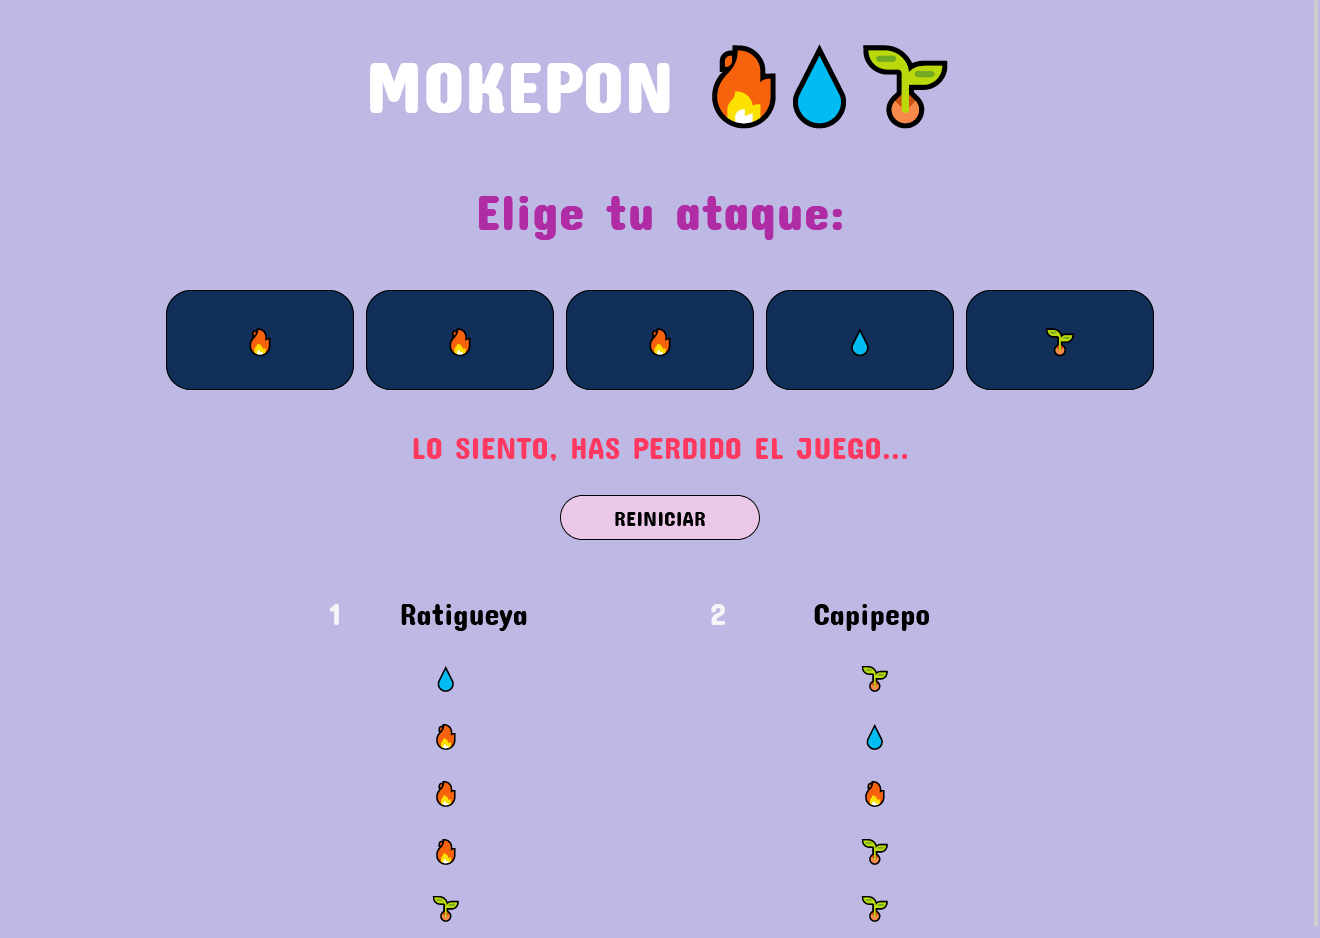 MOKEPON 🔥💧🌱
Elige tu ataque:
🔥 🔥 🔥 💧 🌱
LO SIENTO, HAS PERDIDO EL JUEGO...
REINICIAR
1 Ratigueya 2 Capipepo
💧 🌱
🔥 💧
🔥 🔥
🔥 🌱
🌱 🌱